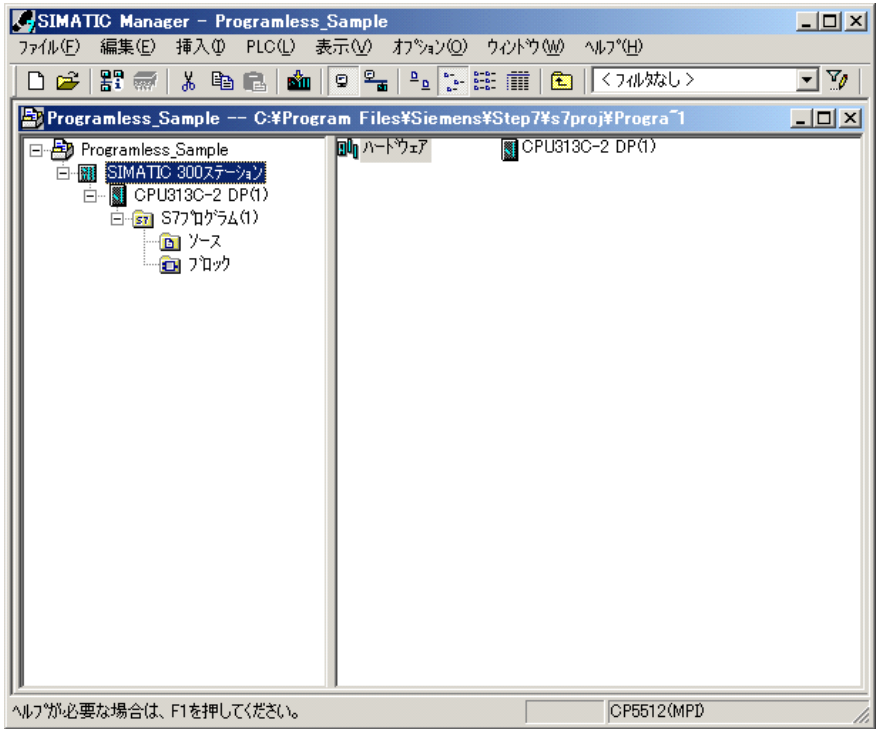 SIMATIC Manager - Programless_Sample
ﾌｧｲﾙ(F) 編集(E) 挿入(I) PLC(L) 表示(V) ｵﾌﾟｼｮﾝ(O) ｳｨﾝﾄﾞｳ(W) ﾍﾙﾌﾟ(H)
< ﾌｨﾙﾀなし >
Programless_Sample -- C:¥Program Files¥Siemens¥Step7¥s7proj¥Progra~1
Programless_Sample
SIMATIC 300ｽﾃｰｼｮﾝ
CPU313C-2 DP(1)
S7ﾌﾟﾛｸﾞﾗﾑ(1)
ｿｰｽ
ﾌﾞﾛｯｸ
ﾊｰﾄﾞｳｪｱ
CPU313C-2 DP(1)
ﾍﾙﾌﾟが必要な場合は、F1を押してください。
CP5512(MPI)